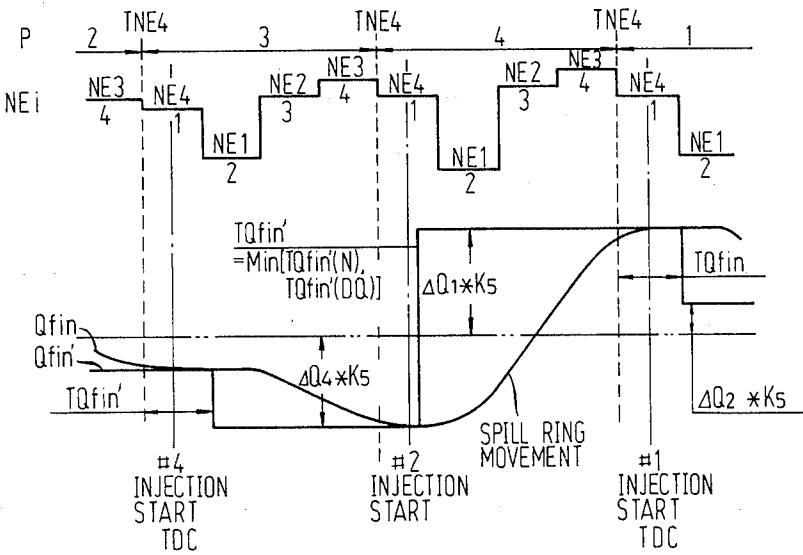 TNE4 TNE4 TNE4
P 2 3 4 1
NEi NE3 NE4 NE1 NE2 NE3 NE4 NE1 NE2 NE3 NE4 NE1
4 1 2 3 4 1 2 3 4 1 2
TQfin'
=Min[TQfin'(N),
TQfin'(DQ)]
ΔQ1*K5
TQfin
Qfin
Qfin'
TQfin'
ΔQ4*K5
ΔQ2*K5
SPILL RING
MOVEMENT
#4
INJECTION
START
TDC
#2
INJECTION
START
#1
INJECTION
START
TDC